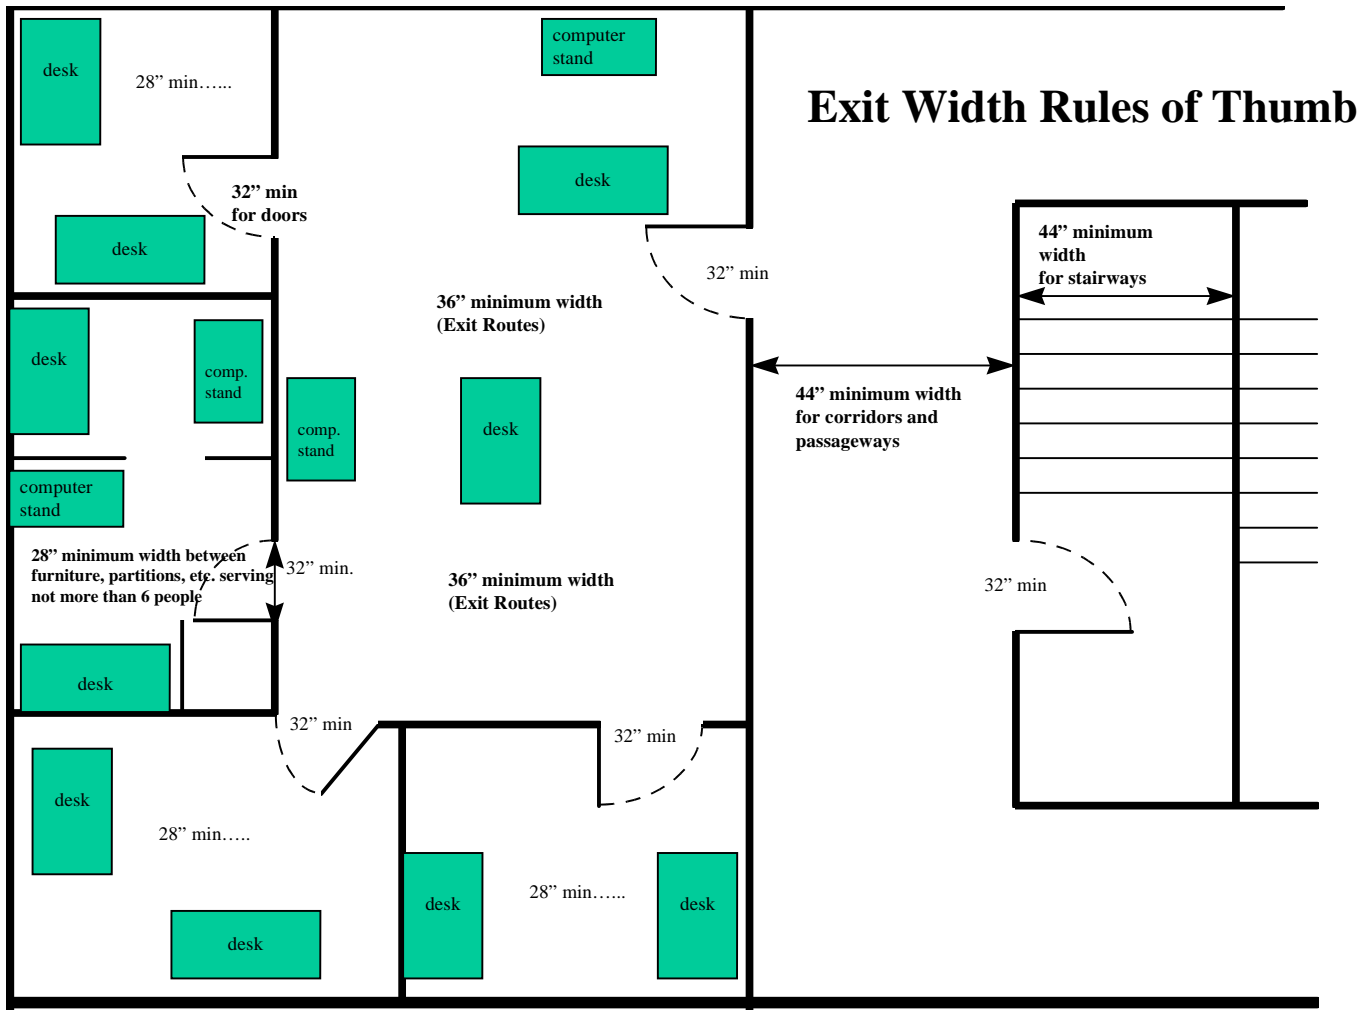 Exit Width Rules of Thumb
desk
28” min…...
computer
stand
desk
32” min
for doors
desk
32” min
44” minimum
width
for stairways
36” minimum width
(Exit Routes)
desk
comp.
stand
comp.
stand
desk
44” minimum width
for corridors and
passageways
computer
stand
28” minimum width between
furniture, partitions, etc. serving
not more than 6 people
32” min.
36” minimum width
(Exit Routes)
32” min
desk
32” min
32” min
desk
28” min…..
desk
desk
28” min…...
desk